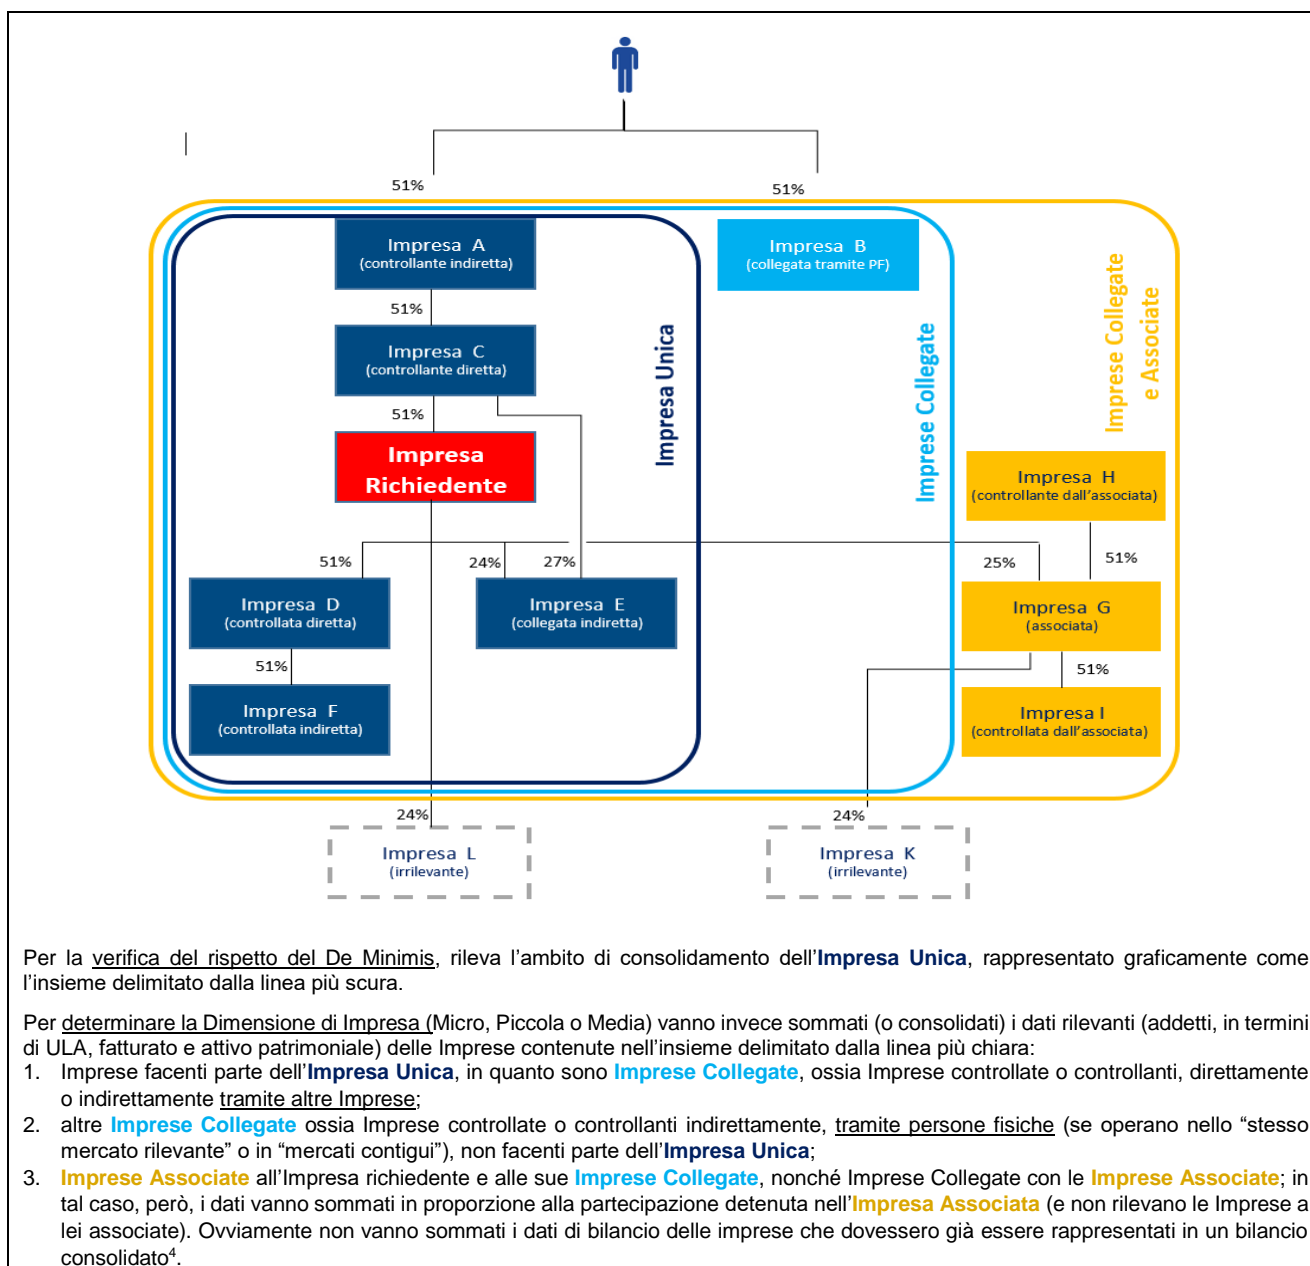 51%
51%
Impresa A
(controllante indiretta)
Impresa B
(collegata tramite PF)
51%
Impresa C
(controllante diretta)
51%
Impresa
Richiedente
Impresa Unica
Imprese Collegate
Imprese Collegate
e Associate
Impresa H
(controllante dall'associata)
51%
24%
27%
25%
51%
Impresa D
(controllata diretta)
Impresa E
(collegata indiretta)
Impresa G
(associata)
51%
51%
Impresa F
(controllata indiretta)
Impresa I
(controllata dall'associata)
24%
24%
Impresa L
(irrilevante)
Impresa K
(irrilevante)
Per la verifica del rispetto del De Minimis, rileva l'ambito di consolidamento dell'Impresa Unica, rappresentato graficamente come
l'insieme delimitato dalla linea più scura.
Per determinare la Dimensione di Impresa (Micro, Piccola o Media) vanno invece sommati (o consolidati) i dati rilevanti (addetti, in termini
di ULA, fatturato e attivo patrimoniale) delle Imprese contenute nell'insieme delimitato dalla linea più chiara:
1. Imprese facenti parte dell'Impresa Unica, in quanto sono Imprese Collegate, ossia Imprese controllate o controllanti, direttamente
o indirettamente tramite altre Imprese;
2. altre Imprese Collegate ossia Imprese controllate o controllanti indirettamente, tramite persone fisiche (se operano nello "stesso
mercato rilevante" o in "mercati contigui"), non facenti parte dell'Impresa Unica;
3. Imprese Associate all'Impresa richiedente e alle sue Imprese Collegate, nonché Imprese Collegate con le Imprese Associate; in
tal caso, però, i dati vanno sommati in proporzione alla partecipazione detenuta nell'Impresa Associata (e non rilevano le Imprese a
lei associate). Ovviamente non vanno sommati i dati di bilancio delle imprese che dovessero già essere rappresentati in un bilancio
consolidato⁴.